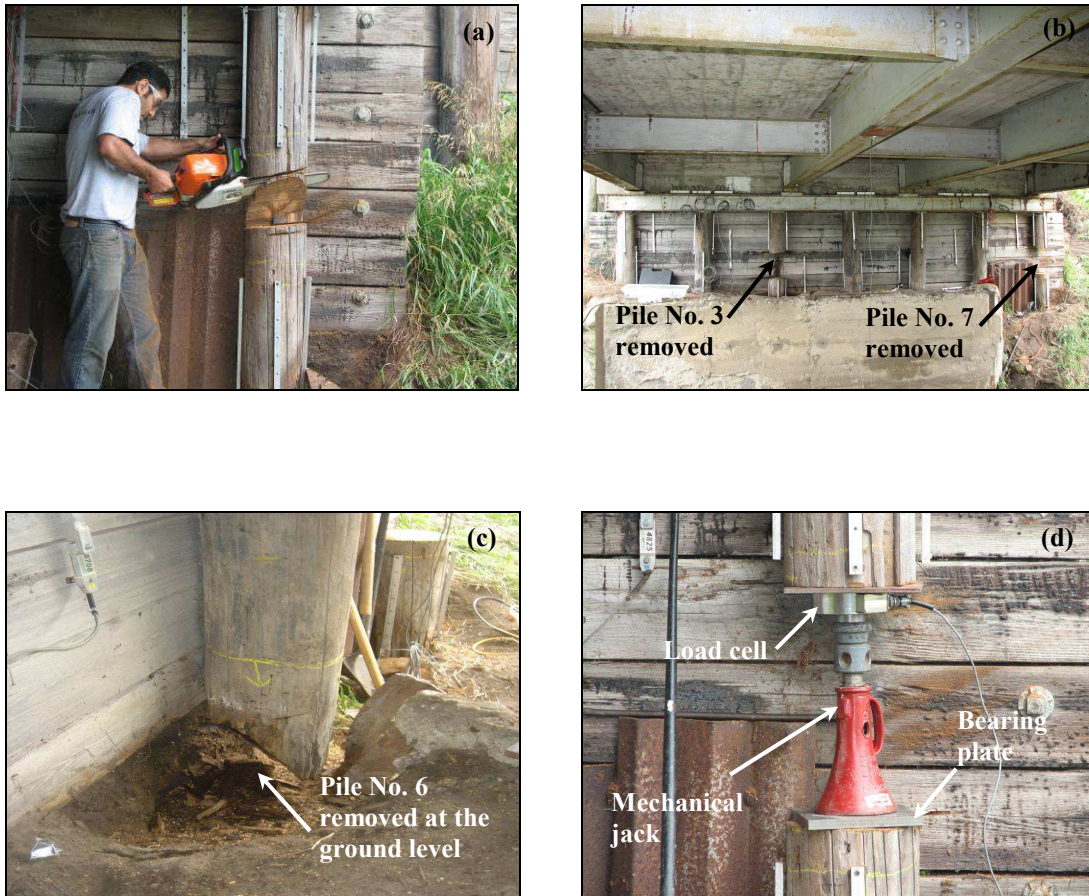 (a)
(b)
Pile No. 3
removed
Pile No. 7
removed
(c)
Pile No. 6
removed at the
ground level
(d)
4825
Load cell
Bearing
plate
Mechanical
jack